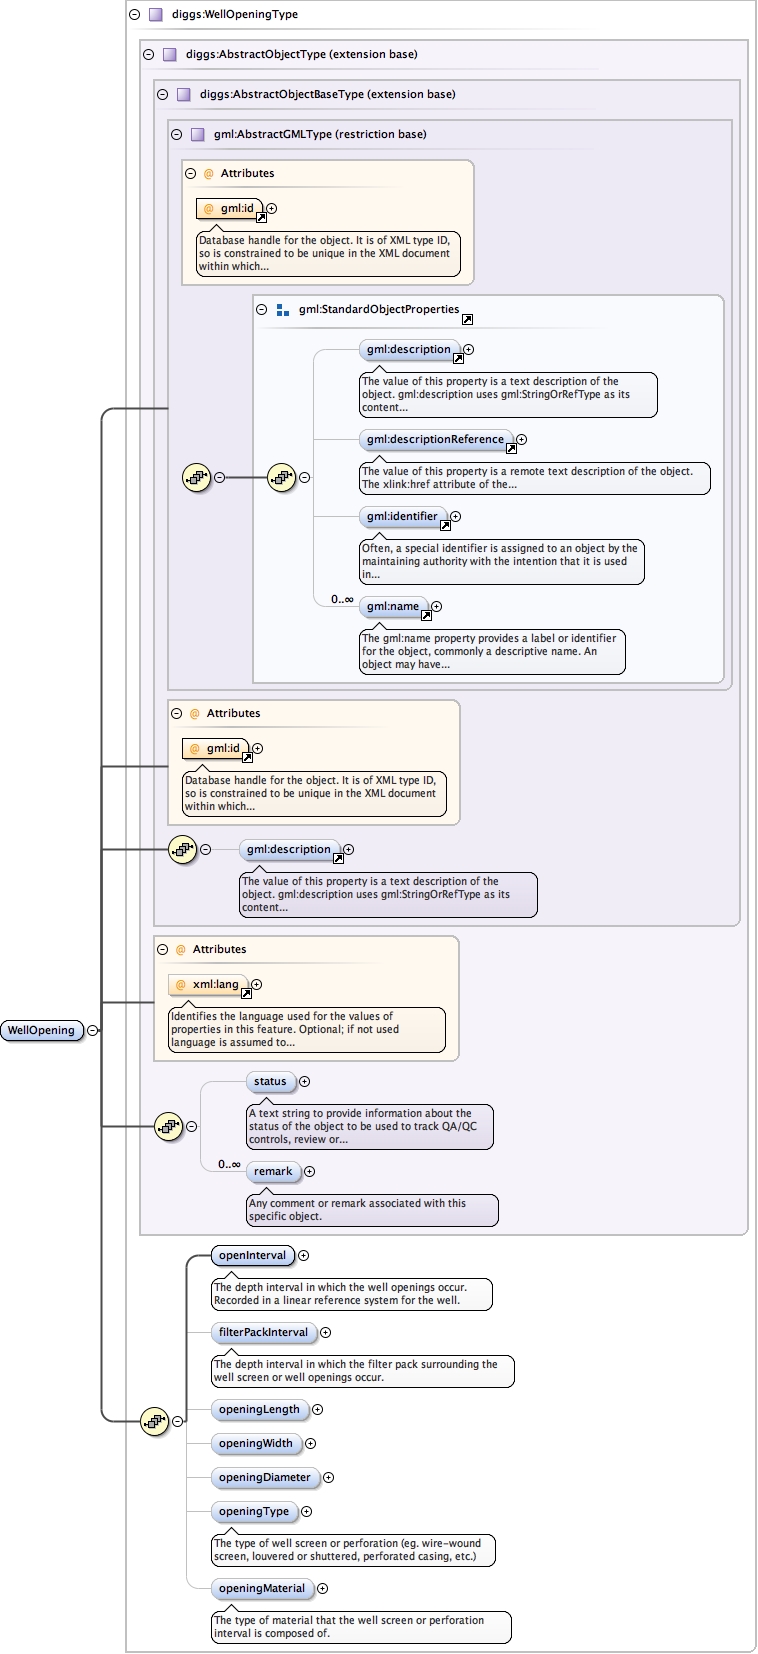 diggs:WellOpeningType
diggs:AbstractObjectType (extension base)
diggs:AbstractObjectBaseType (extension base)
gml:AbstractGMLType (restriction base)
@ Attributes
@ gml:id
Database handle for the object. It is of XML type ID,
so is constrained to be unique in the XML document
within which...
gml:StandardObjectProperties
gml:description
The value of this property is a text description of the
object. gml:description uses gml:StringOrRefType as its
content...
gml:descriptionReference
The value of this property is a remote text description of the object.
The xlink:href attribute of the...
gml:identifier
Often, a special identifier is assigned to an object by the
maintaining authority with the intention that it is used
in...
0..∞ gml:name
The gml:name property provides a label or identifier
for the object, commonly a descriptive name. An
object may have...
@ Attributes
@ gml:id
Database handle for the object. It is of XML type ID,
so is constrained to be unique in the XML document
within which...
gml:description
The value of this property is a text description of the
object. gml:description uses gml:StringOrRefType as its
content...
@ Attributes
@ xml:lang
Identifies the language used for the values of
properties in this feature. Optional; if not used
language is assumed to...
WellOpening
status
A text string to provide information about the
status of the object to be used to track QA/QC
controls, review or...
0..∞ remark
Any comment or remark associated with this
specific object.
openInterval
The depth interval in which the well openings occur.
Recorded in a linear reference system for the well.
filterPackInterval
The depth interval in which the filter pack surrounding the
well screen or well openings occur.
openingLength
openingWidth
openingDiameter
openingType
The type of well screen or perforation (eg. wire-wound
screen, louvered or shuttered, perforated casing, etc.)
openingMaterial
The type of material that the well screen or perforation
interval is composed of.